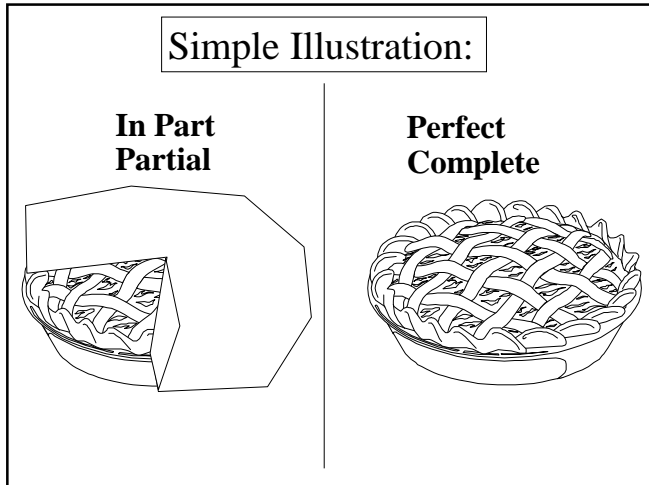 Simple Illustration:
In Part
Partial
Perfect
Complete